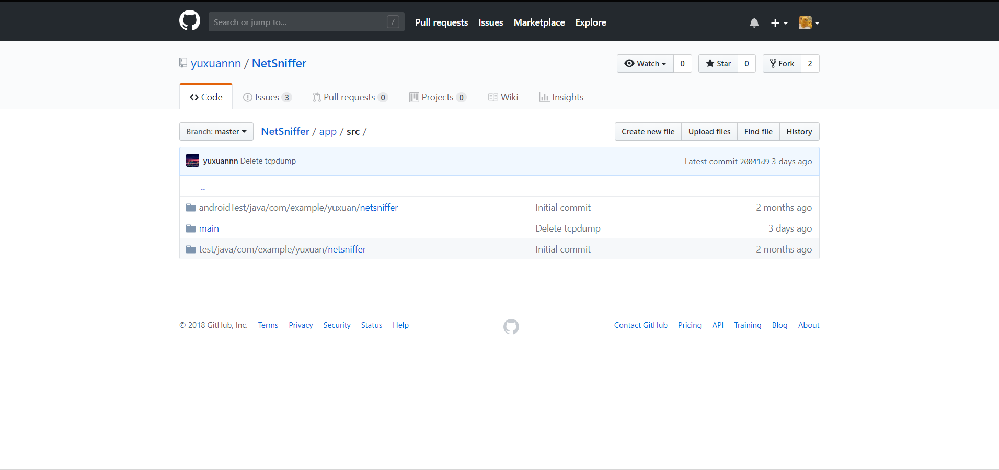 Search or jump to... / Pull requests Issues Marketplace Explore
yuxuannn / NetSniffer Watch 0 Star 0 Fork 2
Code Issues 3 Pull requests 0 Projects 0 Wiki Insights
Branch: master NetSniffer / app / src / Create new file Upload files Find file History
yuxuannn Delete tcpdump Latest commit 20041d9 3 days ago
..
androidTest/java/com/example/yuxuan/netsniffer Initial commit 2 months ago
main Delete tcpdump 3 days ago
test/java/com/example/yuxuan/netsniffer Initial commit 2 months ago
© 2018 GitHub, Inc. Terms Privacy Security Status Help Contact GitHub Pricing API Training Blog About